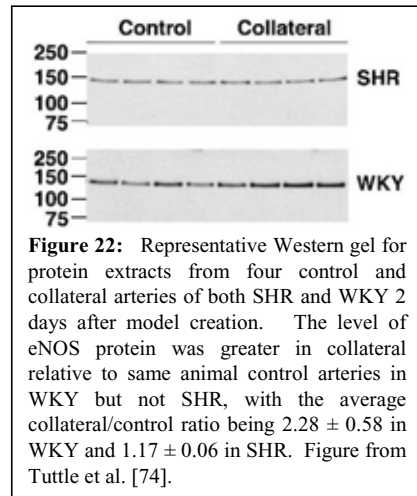 Control Collateral
250
150
100
75
SHR
250
150
100
75
WKY
Figure 22: Representative Western gel for
protein extracts from four control and
collateral arteries of both SHR and WKY 2
days after model creation. The level of
eNOS protein was greater in collateral
relative to same animal control arteries in
WKY but not SHR, with the average
collateral/control ratio being 2.28 ± 0.58 in
WKY and 1.17 ± 0.06 in SHR. Figure from
Tuttle et al. [74].